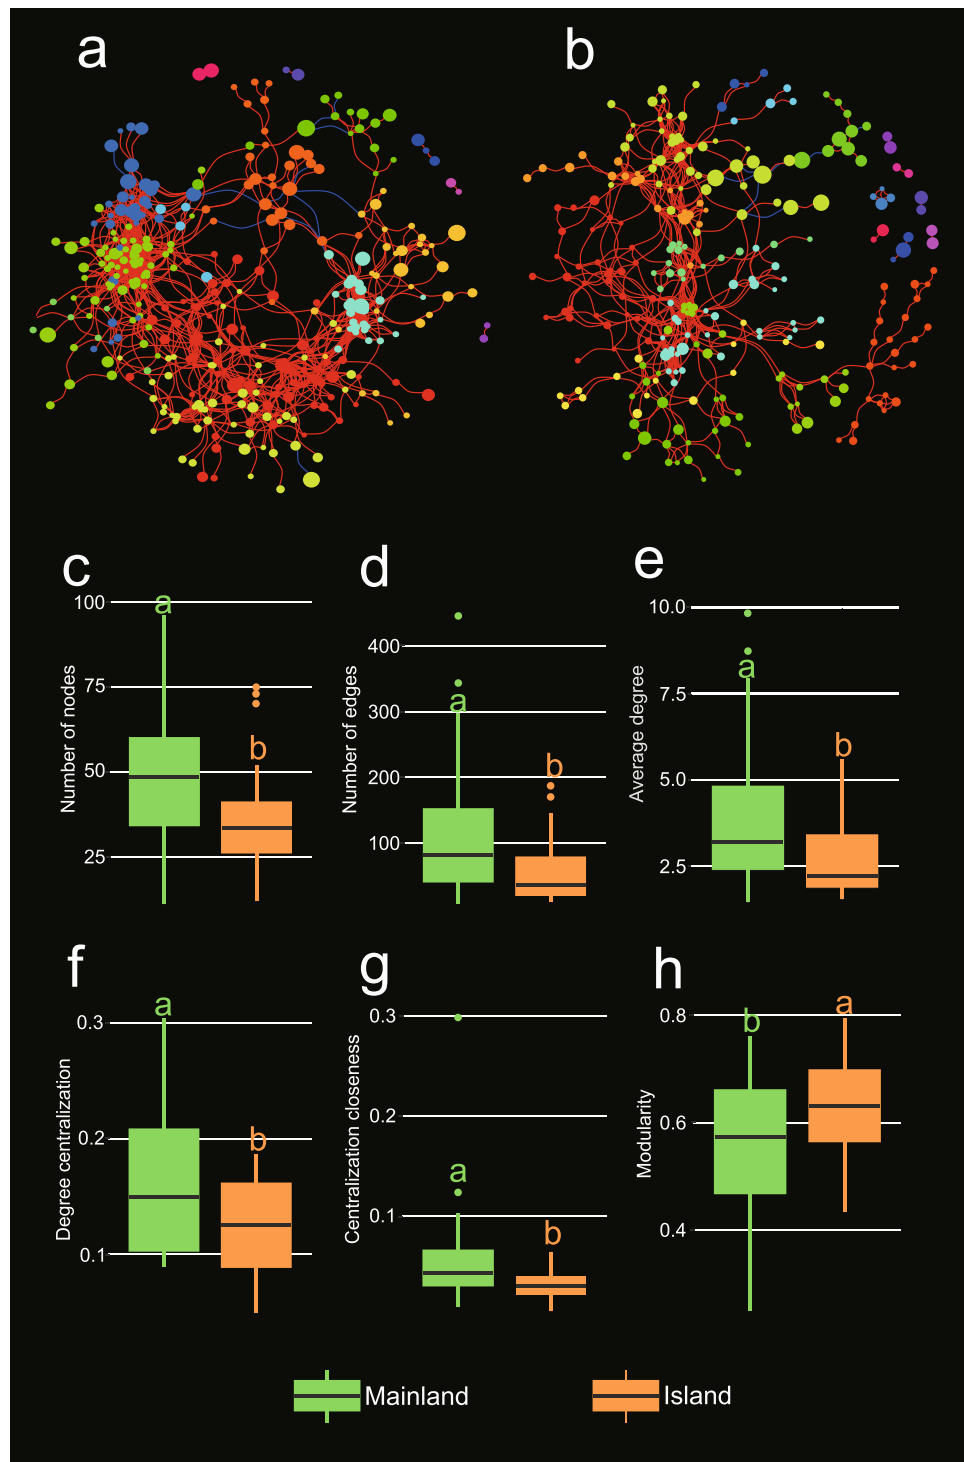 a
b
c
d
e
100
75
50
25
Number of nodes
a
b
400
300
200
100
Number of edges
a
b
10.0
7.5
5.0
2.5
Average degree
a
b
f
g
h
0.3
0.2
0.1
Degree centralization
a
b
0.3
0.2
0.1
Centralization closeness
a
b
0.8
0.6
0.4
Modularity
b
a
Mainland
Island